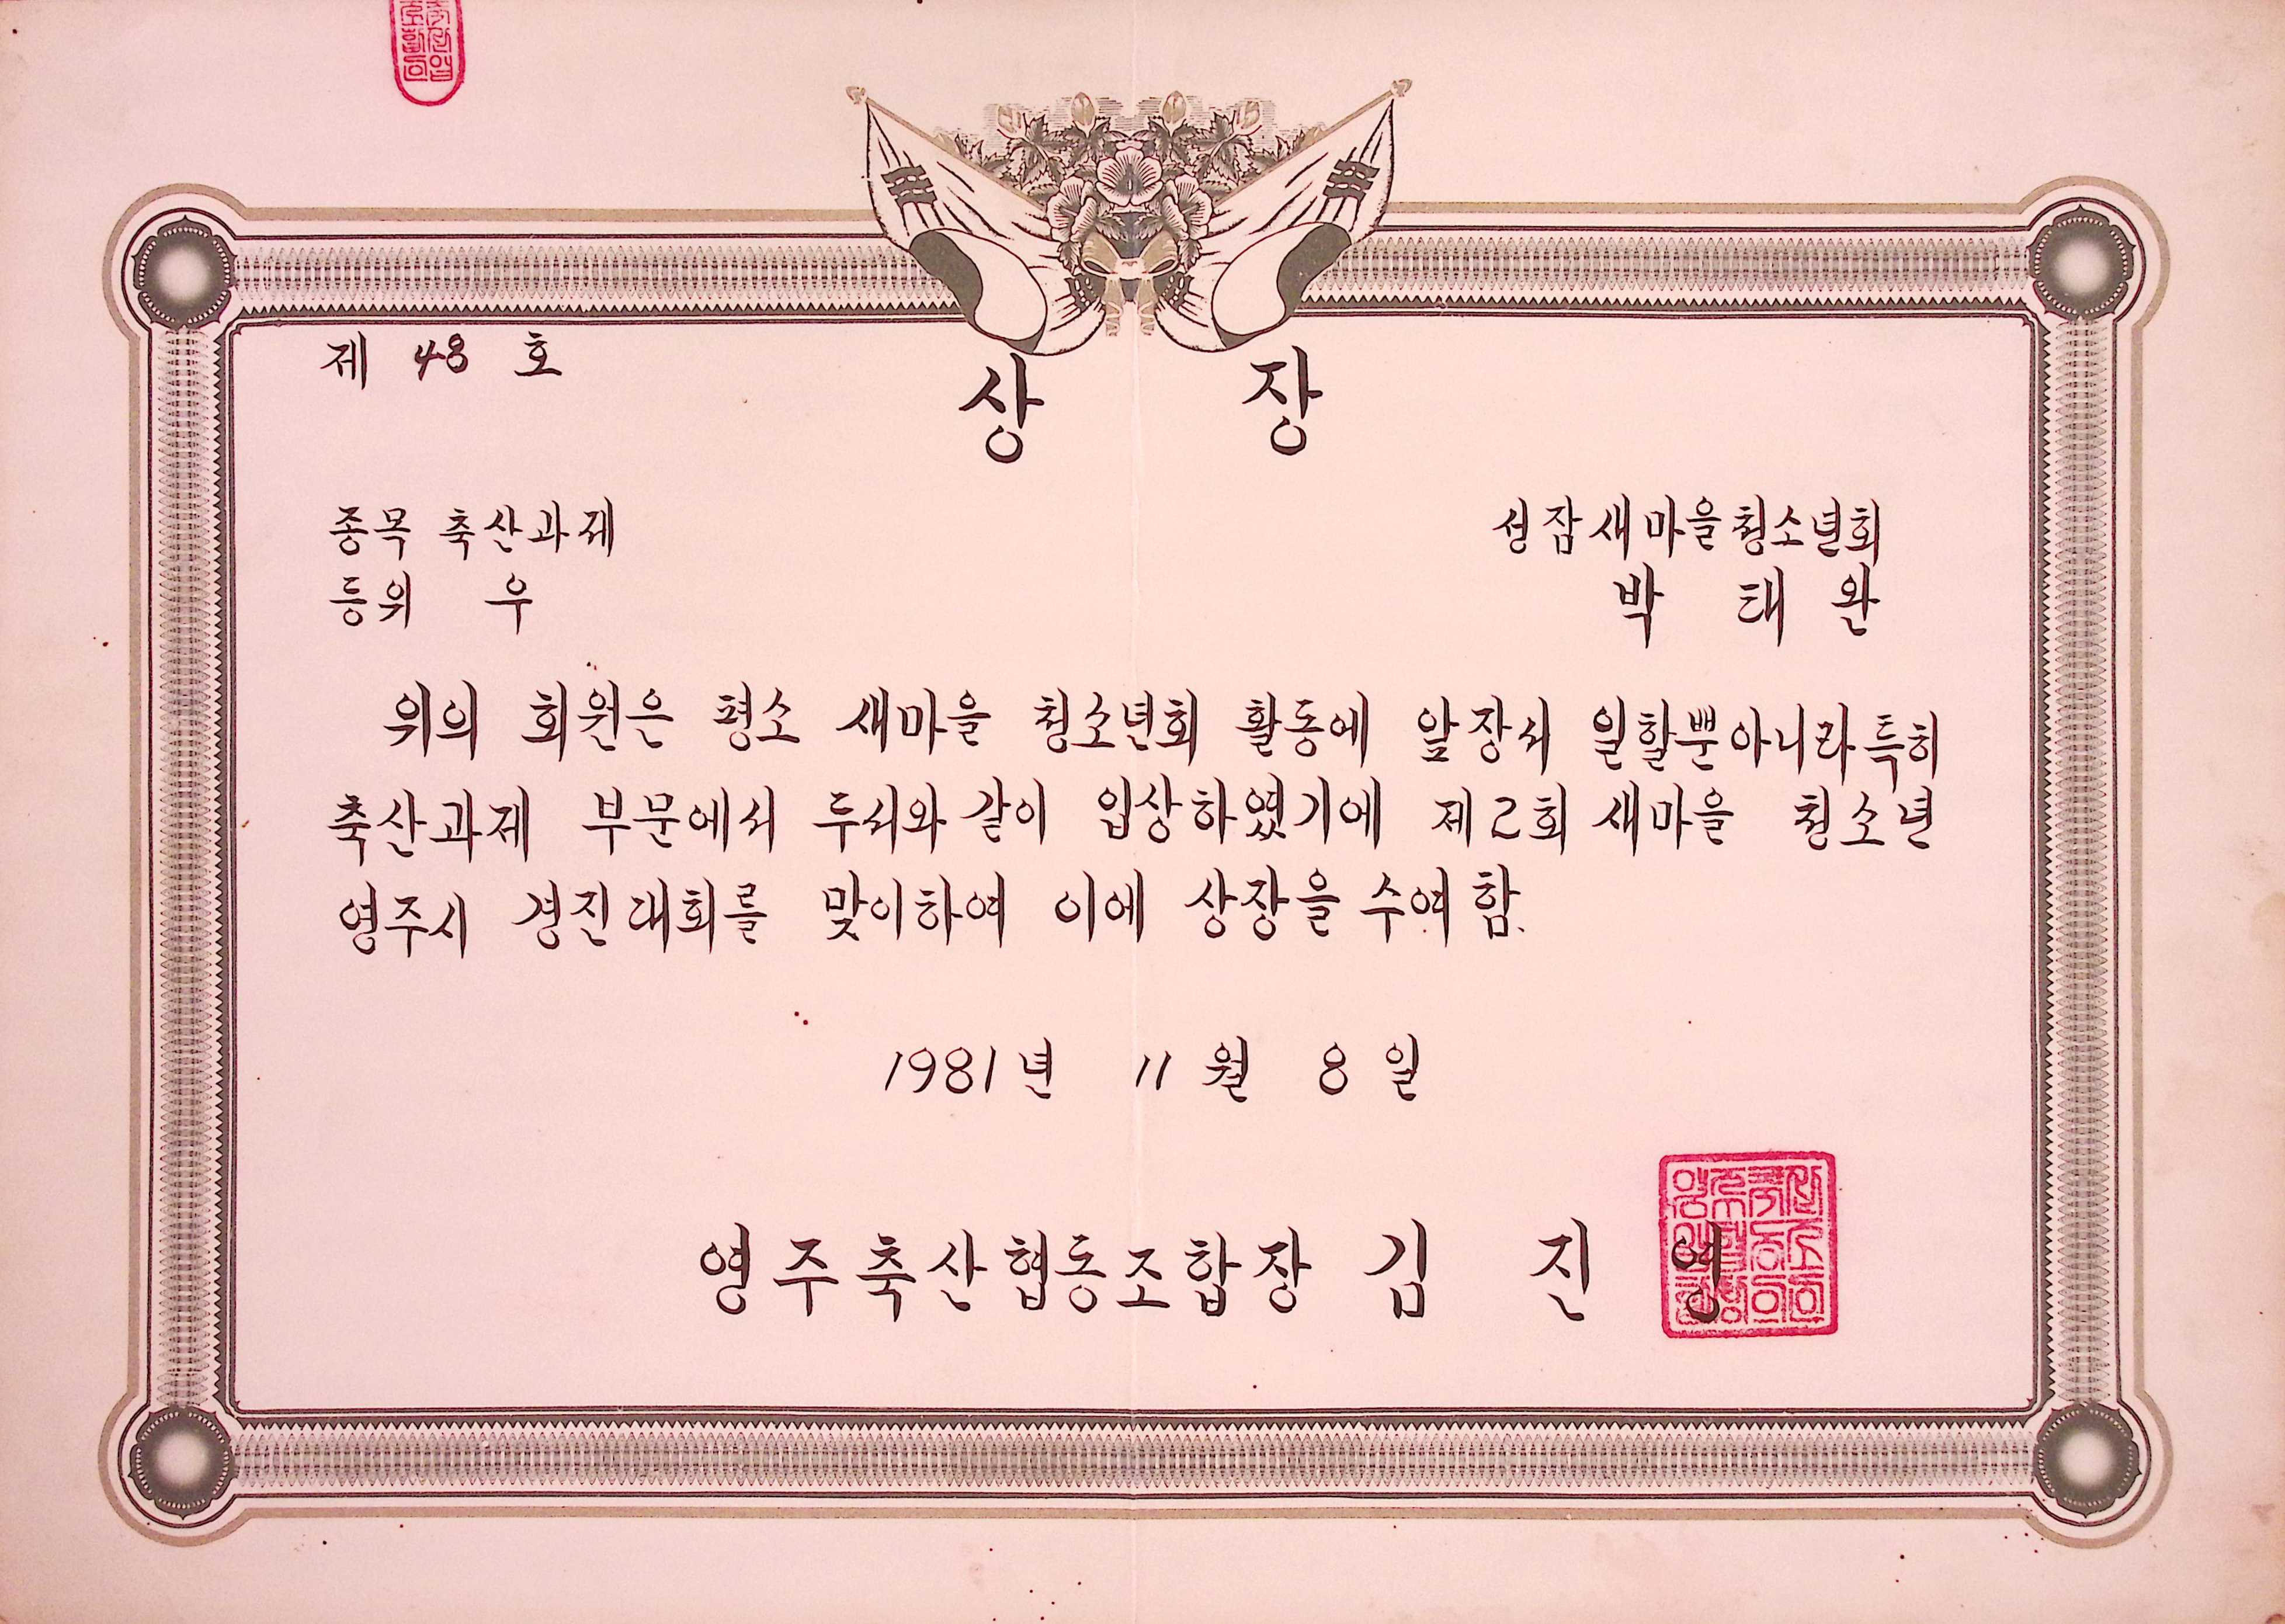 제 48 호
상 장
종목 축산과제
등위 우
성잠새마을청소년회
박 태 완
위의 회원은 평소 새마을 청소년회 활동에 앞장서 일할뿐아니라특히
축산과제 부문에서 두서와 같이 입상하였기에 제2회 새마을 청소년
영주시 경진대회를 맞이하여 이에 상장을 수여함.
1981년 11월 8일
영주축산협동조합장 김 진 영